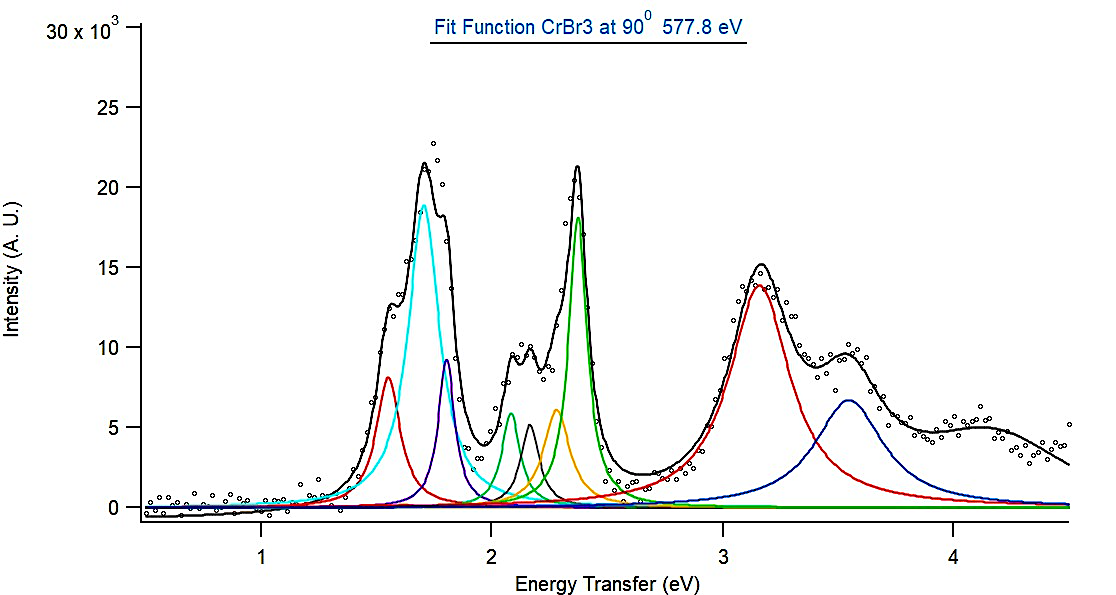 Fit Function CrBr3 at 90⁰ 577.8 eV
30 x 10³
25
20
15
10
5
0
Intensity (A. U.)
1 2 3 4
Energy Transfer (eV)